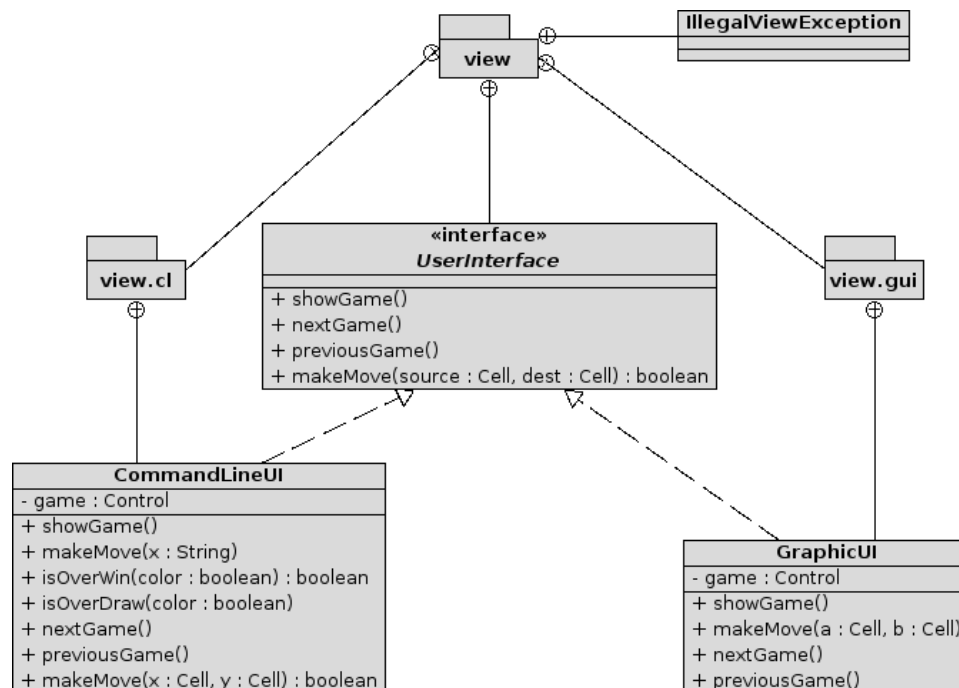 IllegalViewException
view
«interface»
UserInterface
+ showGame()
+ nextGame()
+ previousGame()
+ makeMove(source : Cell, dest : Cell) : boolean
view.cl
view.gui
CommandLineUI
- game : Control
+ showGame()
+ makeMove(x : String)
+ isOverWin(color : boolean) : boolean
+ isOverDraw(color : boolean)
+ nextGame()
+ previousGame()
+ makeMove(x : Cell, y : Cell) : boolean
GraphicUI
- game : Control
+ showGame()
+ makeMove(a : Cell, b : Cell)
+ nextGame()
+ previousGame()